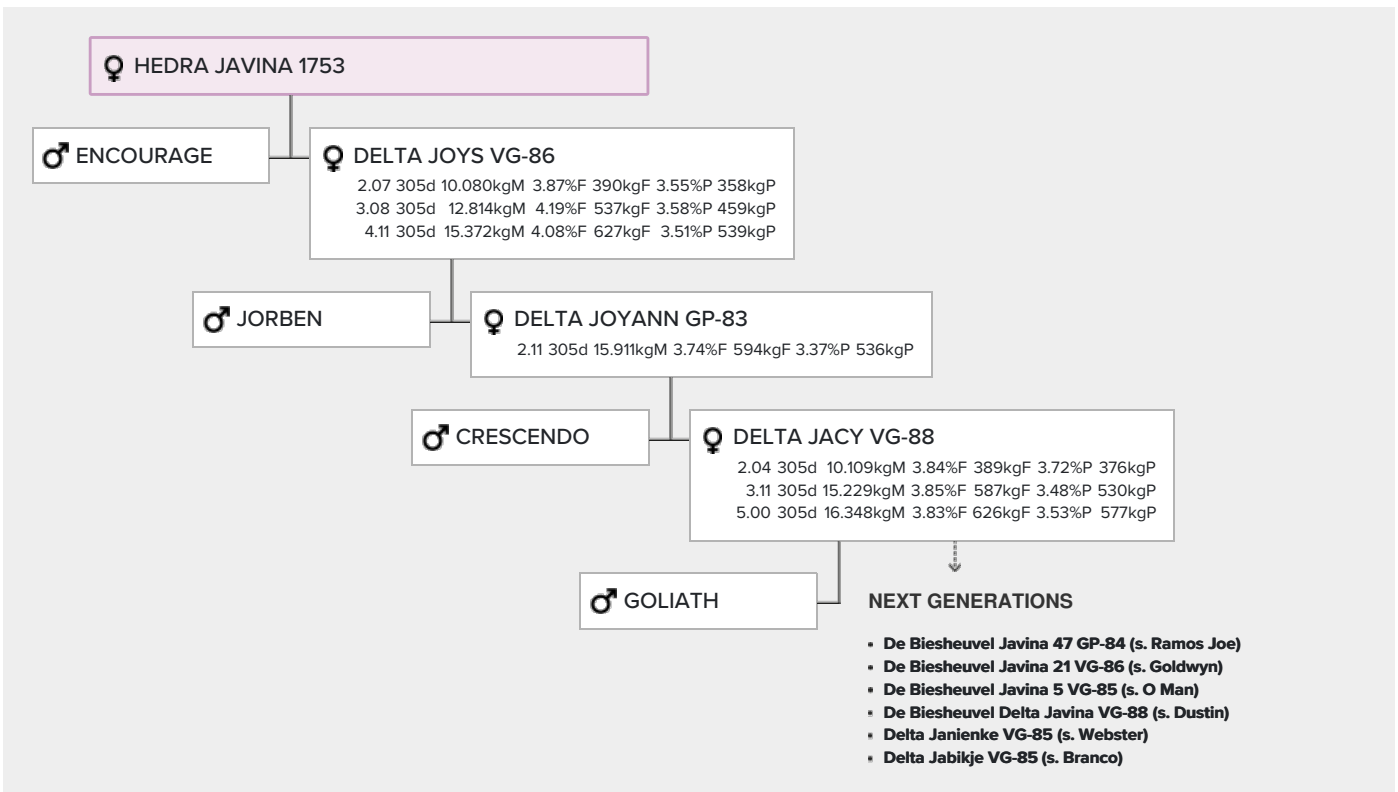 HEDRA JAVINA 1753
ENCOURAGE
DELTA JOYS VG-86
2.07 305d 10.080kgM 3.87%F 390kgF 3.55%P 358kgP
3.08 305d 12.814kgM 4.19%F 537kgF 3.58%P 459kgP
4.11 305d 15.372kgM 4.08%F 627kgF 3.51%P 539kgP
JORBEN
DELTA JOYANN GP-83
2.11 305d 15.911kgM 3.74%F 594kgF 3.37%P 536kgP
CRESCENDO
DELTA JACY VG-88
2.04 305d 10.109kgM 3.84%F 389kgF 3.72%P 376kgP
3.11 305d 15.229kgM 3.85%F 587kgF 3.48%P 530kgP
5.00 305d 16.348kgM 3.83%F 626kgF 3.53%P 577kgP
GOLIATH
NEXT GENERATIONS
• De Biesheuvel Javina 47 GP-84 (s. Ramos Joe)
• De Biesheuvel Javina 21 VG-86 (s. Goldwyn)
• De Biesheuvel Javina 5 VG-85 (s. O Man)
• De Biesheuvel Delta Javina VG-88 (s. Dustin)
• Delta Janienke VG-85 (s. Webster)
• Delta Jabikje VG-85 (s. Branco)